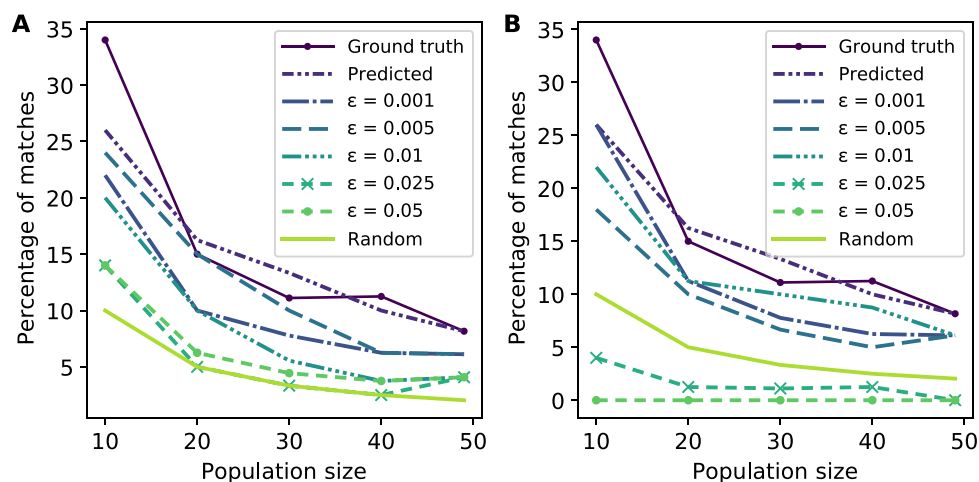 A
35
30
25
20
15
10
5
Percentage of matches
10 20 30 40 50
Population size
Ground truth
Predicted
ε = 0.001
ε = 0.005
ε = 0.01
ε = 0.025
ε = 0.05
Random
B
35
30
25
20
15
10
5
0
Percentage of matches
10 20 30 40 50
Population size
Ground truth
Predicted
ε = 0.001
ε = 0.005
ε = 0.01
ε = 0.025
ε = 0.05
Random